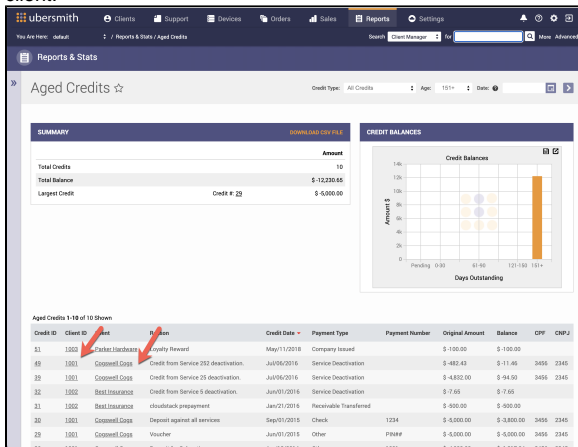 client.
ubersmith Clients Support Devices Orders Sales Reports Settings
You Are Here: default / Reports & Stats / Aged Credits Search Client Manager for More Advanced
Reports & Stats
Aged Credits Credit Type: All Credits Age: 151+ Date:
SUMMARY DOWNLOAD CSV FILE
Amount
Total Credits 10
Total Balance $ -12,230.65
Largest Credit Credit #: 29 $ -5,000.00
CREDIT BALANCES
Credit Balances
14k
12k
10k
8k
6k
4k
2k
0
Amount $
Pending 0-30 61-90 121-150 151+
Days Outstanding
Aged Credits 1-10 of 10 Shown
Credit ID Client ID Client Reason Credit Date Payment Type Payment Number Original Amount Balance CPF CNPJ
51 1003 Parker Hardware Loyalty Reward May/11/2018 Company Issued $ -100.00 $ -100.00
49 1001 Cogswell Cogs Credit from Service 252 deactivation. Jul/06/2016 Service Deactivation $ -482.43 $ -11.46 3456 2345
39 1001 Cogswell Cogs Credit from Service 25 deactivation. Jul/06/2016 Service Deactivation $ -4,832.00 $ -94.50 3456 2345
32 1002 Best Insurance Credit from Service 5 deactivation. Jun/01/2016 Service Deactivation $ -7.65 $ -7.65
31 1002 Best Insurance cloudstack prepayment Jan/21/2016 Receivable Transferred $ -500.00 $ -500.00
30 1001 Cogswell Cogs Deposit against all services Sep/01/2015 Check 1234 $ -5,000.00 $ -3,800.00 3456 2345
29 1001 Cogswell Cogs Voucher Jun/01/2015 Other PIN## $ -5,000.00 $ -5,000.00 3456 2345